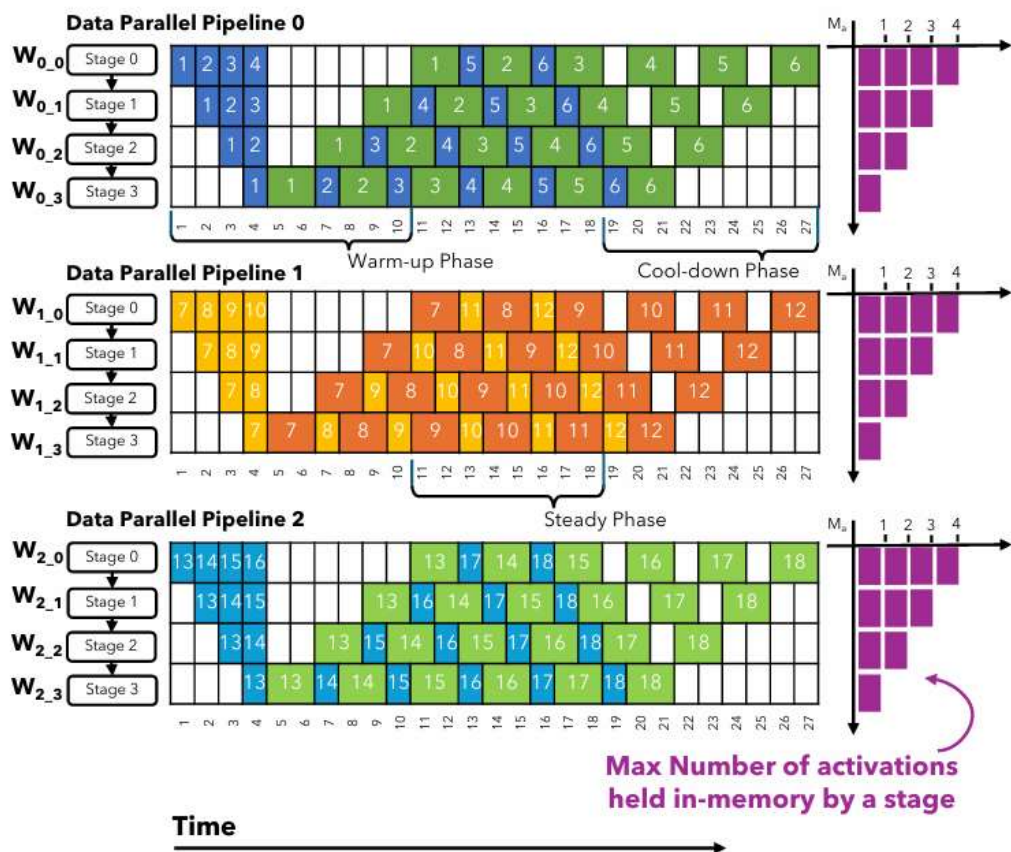 Data Parallel Pipeline 0
M_a 1 2 3 4
W_0_0 Stage 0 1 2 3 4 1 5 2 6 3 4 5 6
W_0_1 Stage 1 1 2 3 1 4 2 5 3 6 4 5 6
W_0_2 Stage 2 1 2 1 3 2 4 3 5 4 6 5 6
W_0_3 Stage 3 1 1 2 2 3 3 4 4 5 5 6 6
1 2 3 4 5 6 7 8 9 10 11 12 13 14 15 16 17 18 19 20 21 22 23 24 25 26 27
Warm-up Phase
Cool-down Phase
Data Parallel Pipeline 1
M_a 1 2 3 4
W_1_0 Stage 0 7 8 9 10 7 11 8 12 9 10 11 12
W_1_1 Stage 1 7 8 9 7 10 8 11 9 12 10 11 12
W_1_2 Stage 2 7 8 7 9 8 10 9 11 10 12 11 12
W_1_3 Stage 3 7 7 8 8 9 9 10 10 11 11 12 12
1 2 3 4 5 6 7 8 9 10 11 12 13 14 15 16 17 18 19 20 21 22 23 24 25 26 27
Steady Phase
Data Parallel Pipeline 2
M_a 1 2 3 4
W_2_0 Stage 0 13 14 15 16 13 17 14 18 15 16 17 18
W_2_1 Stage 1 13 14 15 13 16 14 17 15 18 16 17 18
W_2_2 Stage 2 13 14 13 15 14 16 15 17 16 18 17 18
W_2_3 Stage 3 13 13 14 14 15 15 16 16 17 17 18 18
1 2 3 4 5 6 7 8 9 10 11 12 13 14 15 16 17 18 19 20 21 22 23 24 25 26 27
Max Number of activations
held in-memory by a stage
Time